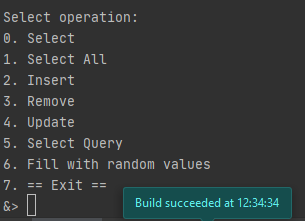 Select operation:
0. Select
1. Select All
2. Insert
3. Remove
4. Update
5. Select Query
6. Fill with random values
7. == Exit ==
&>
Build succeeded at 12:34:34